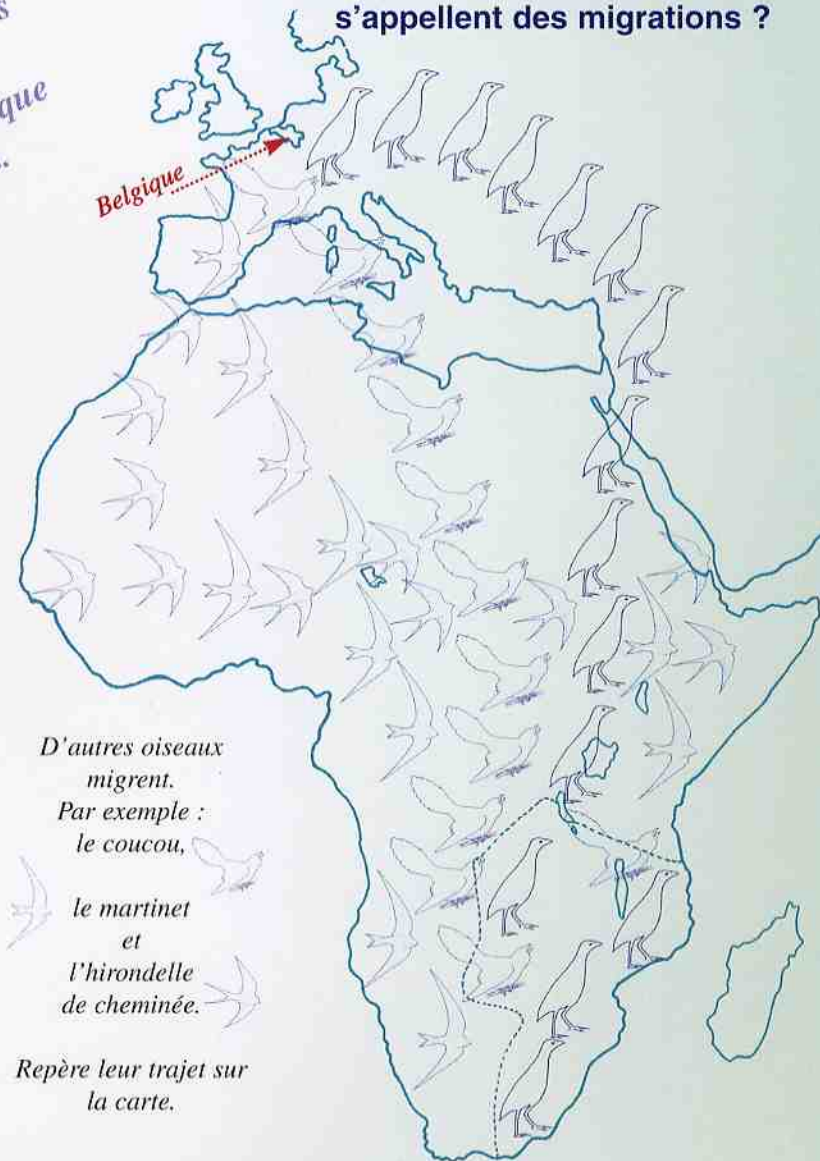 s
s'appellent des migrations ?
que
.
Belgique
D'autres oiseaux
migrent.
Par exemple :
le coucou,
le martinet
et
l'hirondelle
de cheminée.
Repère leur trajet sur
la carte.